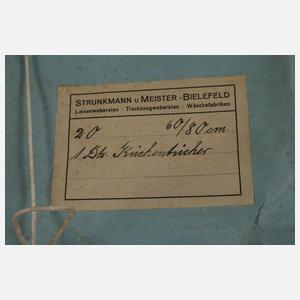 STRUNKMANN u MEISTER - BIELEFELD
Leinenwebereien - Tischzeugwebereien - Wäschefabriken
20 60/80 cm.
1 Dtz. Küchentücher